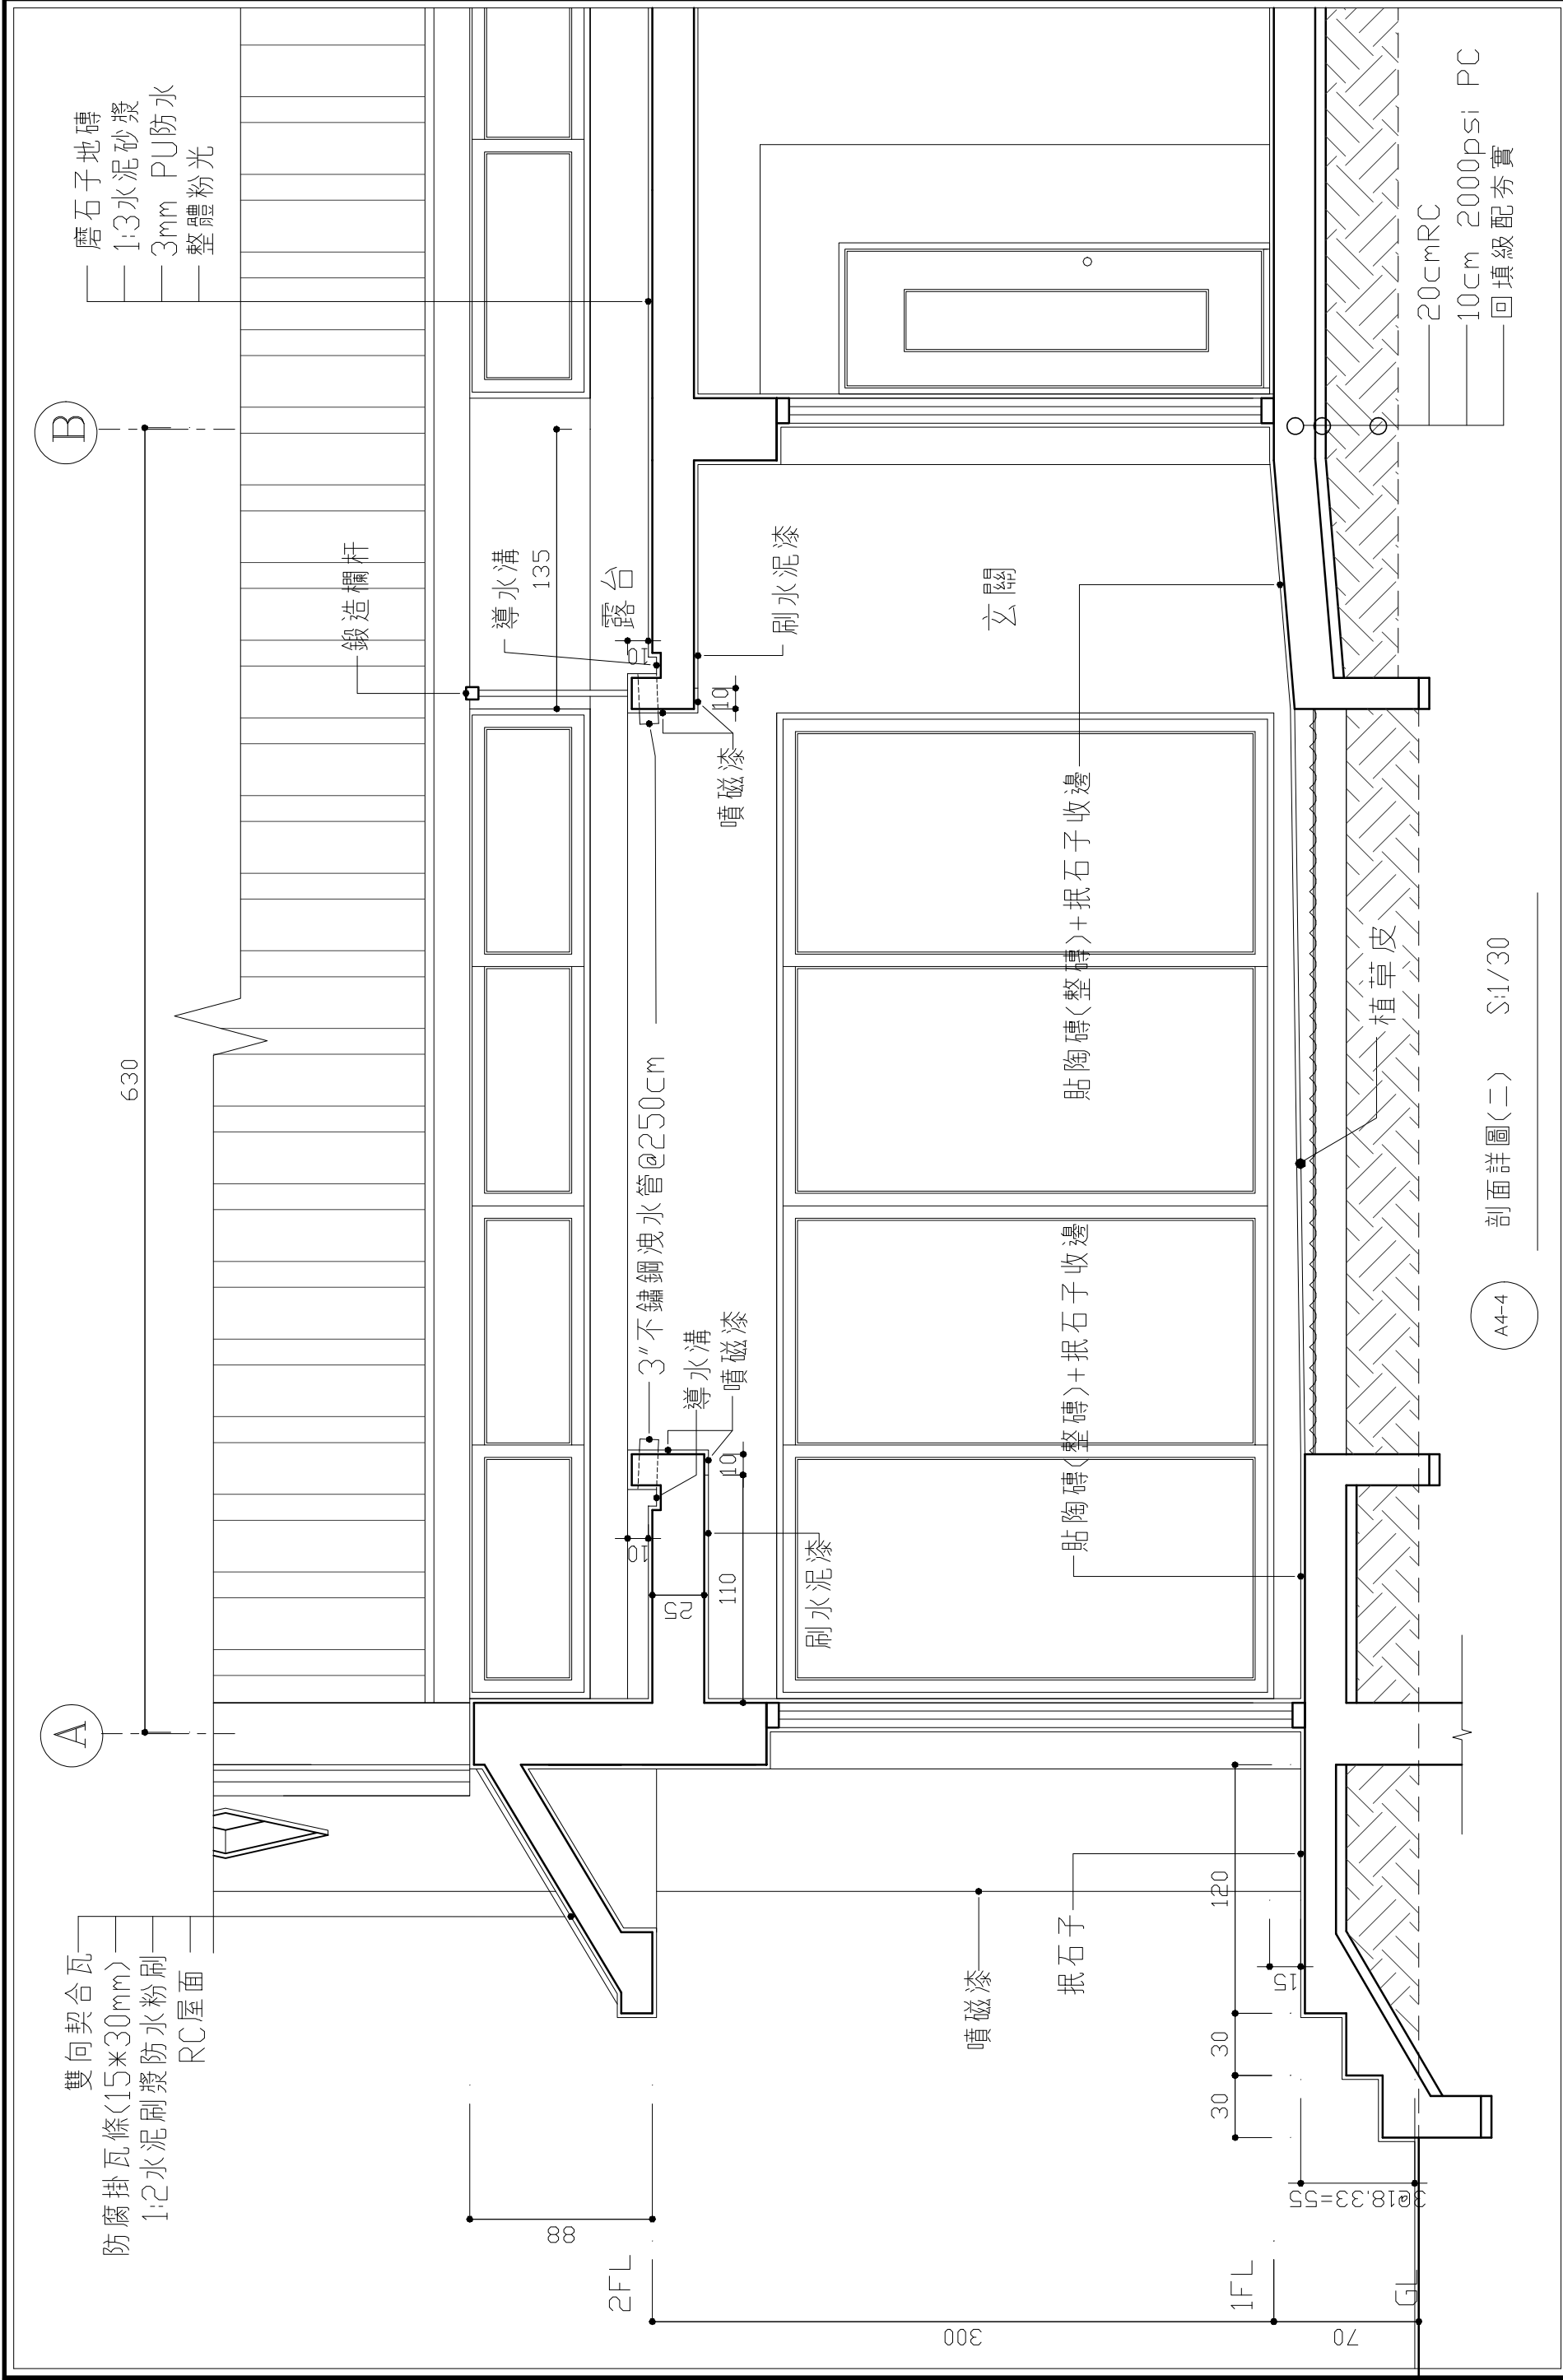 雙向契合瓦
防腐掛瓦條(15*30mm)
1:2水泥刷漿防水粉刷
RC屋面
A
630
B
磨石子地磚
1:3水泥砂漿
3mm PU防水
整體粉光
鍛造欄杆
導水溝
135
露台
10
刷水泥漆
10
噴磁漆
3"不鏽鋼洩水管@250cm
導水溝
噴磁漆
10
10
110
25
刷水泥漆
玄關
貼陶磚(整磚)+抿石子收邊
貼陶磚(整磚)+抿石子收邊
植草皮
噴磁漆
抿石子
120
15
30
30
3@18.33=55
88
2FL
300
1FL
70
GL
20cmRC
10cm 2000psi PC
回填級配夯實
A4-4
剖面詳圖(二) S:1/30